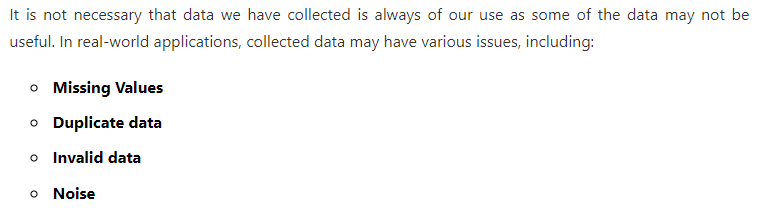 It is not necessary that data we have collected is always of our use as some of the data may not be
useful. In real-world applications, collected data may have various issues, including:
Missing Values
Duplicate data
Invalid data
Noise